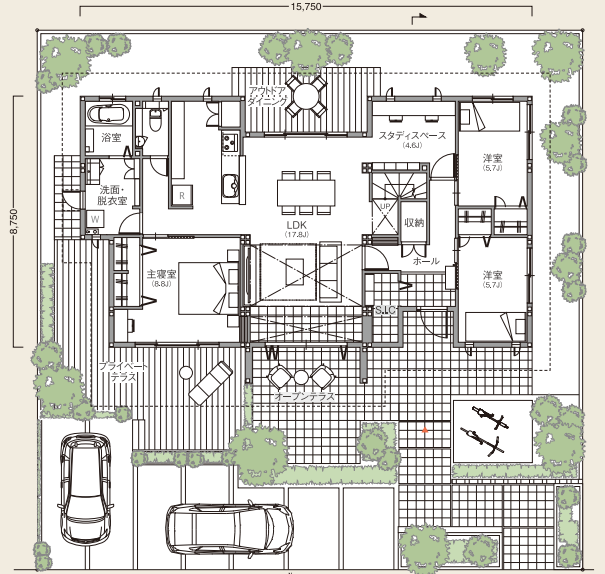 15,750
8,750
アウトドア
ダイニング
浴室
スタディスペース
(4.6J)
洋室
(5.7J)
洗面・
脱衣室
W
R
LDK
(17.8J)
UP
収納
ホール
主寝室
(8.8J)
S.I.C
洋室
(5.7J)
プライベート
テラス
オープンテラス